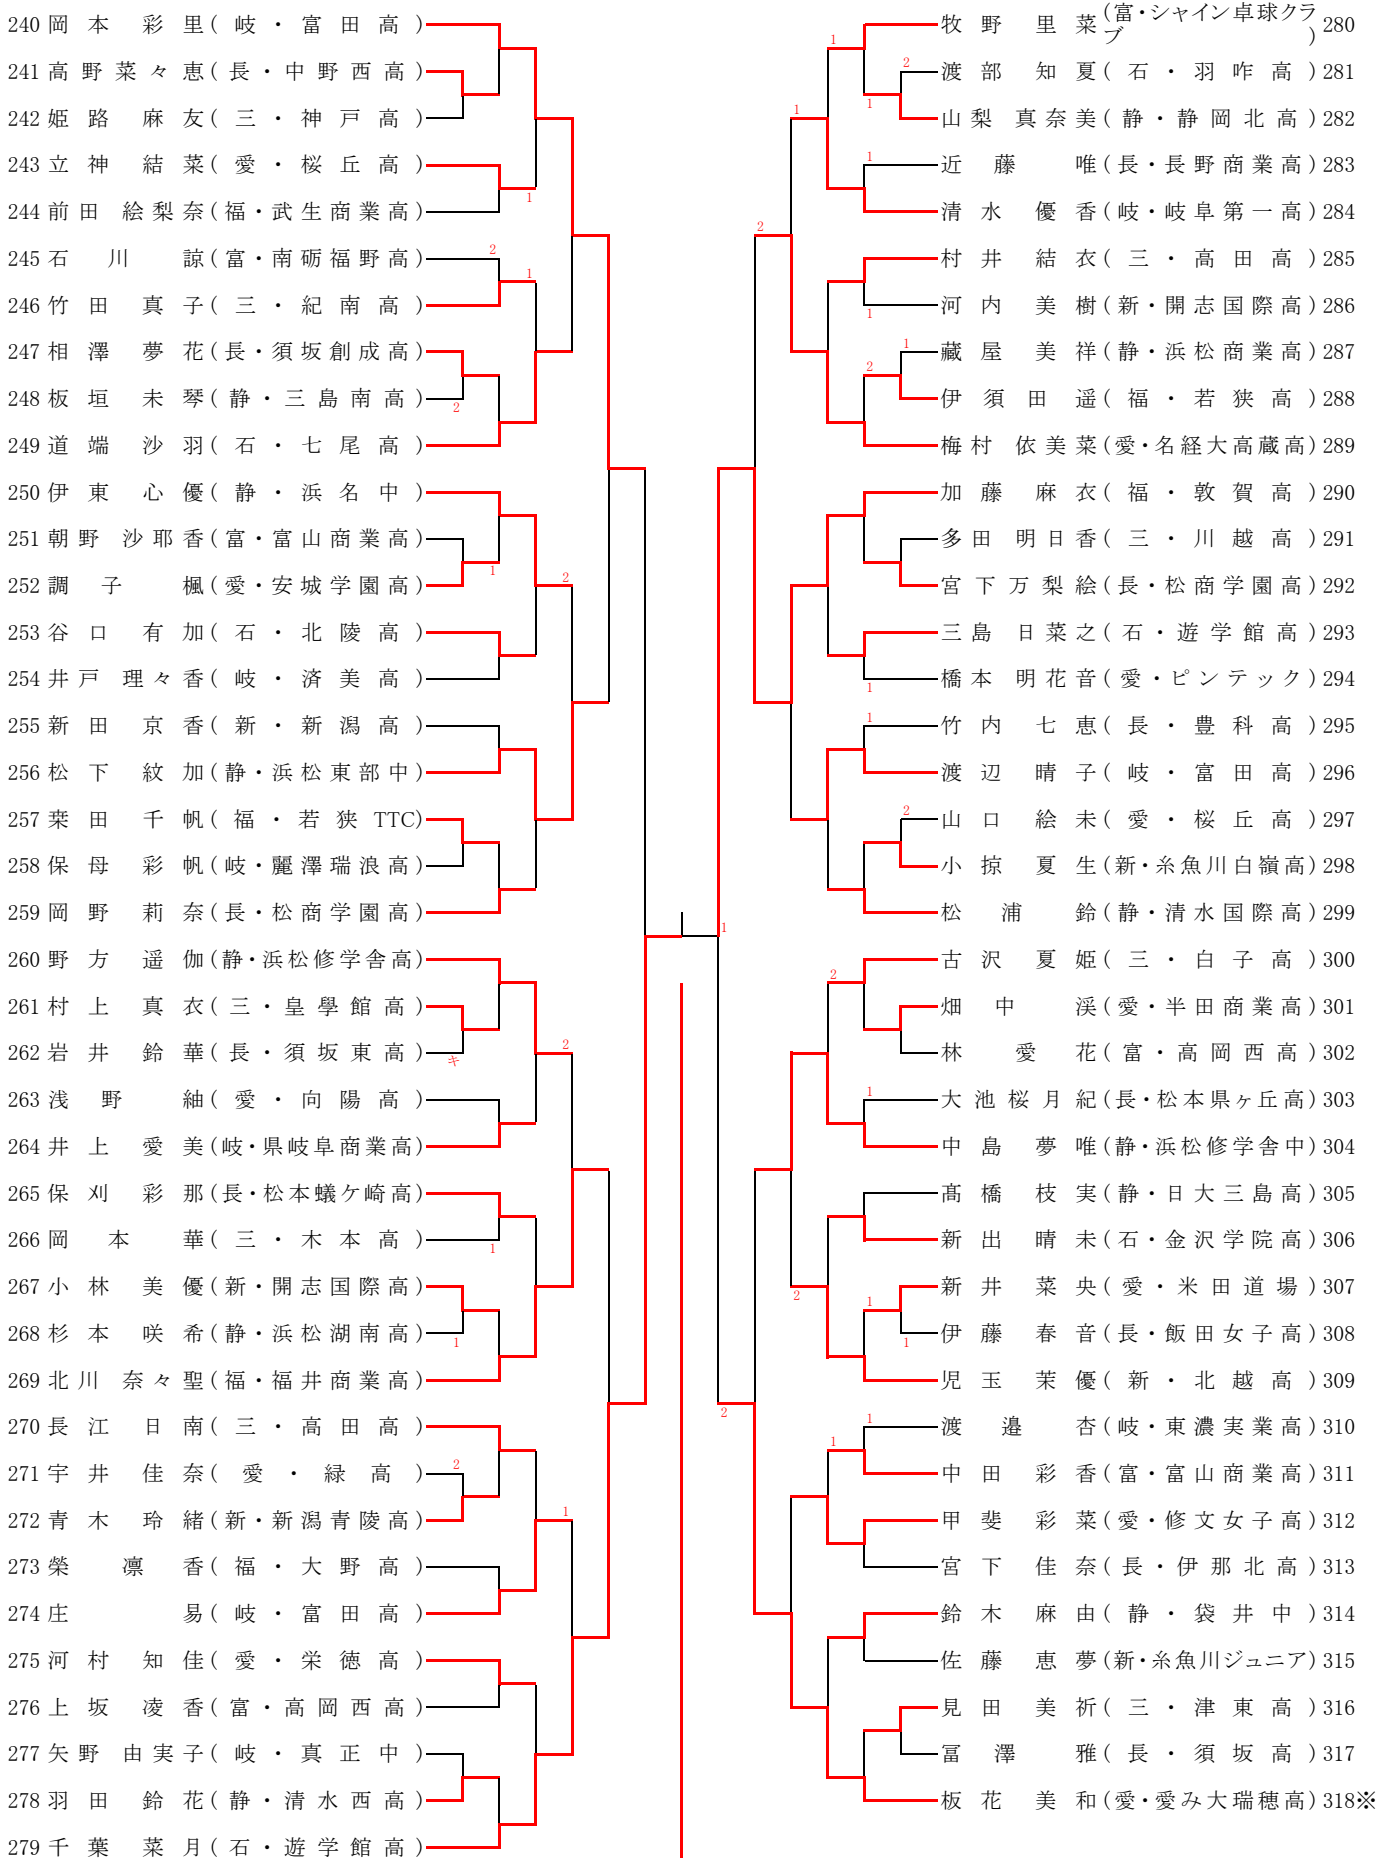 240 岡本 彩里 (岐・富田高)
241 高野菜々恵 (長・中野西高)
242 姫路 麻友 (三・神戸高)
243 立神 結菜 (愛・桜丘高)
1
244 前田 絵梨奈 (福・武生商業高)
245 石川 諒 (富・南砺福野高)
2
1
246 竹田 真子 (三・紀南高)
247 相澤 夢花 (長・須坂創成高)
248 板垣 未琴 (静・三島南高)
2
249 道端 沙羽 (石・七尾高)
250 伊東 心優 (静・浜名中)
251 朝野 沙耶香 (富・富山商業高)
1
252 調子 楓 (愛・安城学園高)
2
253 谷口 有加 (石・北陵高)
254 井戸 理々香 (岐・済美高)
255 新田 京香 (新・新潟高)
256 松下 紋加 (静・浜松東部中)
257 桒田 千帆 (福・若狭 TTC)
258 保母 彩帆 (岐・麗澤瑞浪高)
259 岡野 莉奈 (長・松商学園高)
260 野方 遥伽 (静・浜松修学舎高)
261 村上 真衣 (三・皇學館高)
262 岩井 鈴華 (長・須坂東高)
キ
2
263 浅野 紬 (愛・向陽高)
264 井上 愛美 (岐・県岐阜商業高)
265 保刈 彩那 (長・松本蟻ケ崎高)
266 岡本 華 (三・木本高)
1
267 小林 美優 (新・開志国際高)
268 杉本 咲希 (静・浜松湖南高)
1
269 北川 奈々聖 (福・福井商業高)
270 長江 日南 (三・高田高)
271 宇井 佳奈 (愛・緑高)
2
272 青木 玲緒 (新・新潟青陵高)
1
273 榮 凛香 (福・大野高)
274 庄 易 (岐・富田高)
275 河村 知佳 (愛・栄徳高)
276 上坂 凌香 (富・高岡西高)
277 矢野 由実子 (岐・真正中)
278 羽田 鈴花 (静・清水西高)
279 千葉 菜月 (石・遊学館高)
牧野 里菜 (富・シャイン卓球クラブ) 280
1
渡部 知夏 (石・羽咋高) 281
2
1
山梨 真奈美 (静・静岡北高) 282
1
近藤 唯 (長・長野商業高) 283
1
清水 優香 (岐・岐阜第一高) 284
2
村井 結衣 (三・高田高) 285
河内 美樹 (新・開志国際高) 286
1
藏屋 美祥 (静・浜松商業高) 287
1
2
伊須田 遥 (福・若狭高) 288
梅村 依美菜 (愛・名経大高蔵高) 289
加藤 麻衣 (福・敦賀高) 290
多田 明日香 (三・川越高) 291
宮下万梨絵 (長・松商学園高) 292
三島 日菜之 (石・遊学館高) 293
橋本 明花音 (愛・ピンテック) 294
1
竹内 七恵 (長・豊科高) 295
1
渡辺 晴子 (岐・富田高) 296
山口 絵未 (愛・桜丘高) 297
2
小掠 夏生 (新・糸魚川白嶺高) 298
松浦 鈴 (静・清水国際高) 299
1
古沢 夏姫 (三・白子高) 300
2
畑中 渓 (愛・半田商業高) 301
林 愛花 (富・高岡西高) 302
大池桜月紀 (長・松本県ヶ丘高) 303
1
中島 夢唯 (静・浜松修学舎中) 304
髙橋 枝実 (静・日大三島高) 305
新出 晴未 (石・金沢学院高) 306
新井 菜央 (愛・米田道場) 307
2
1
伊藤 春音 (長・飯田女子高) 308
1
児玉 茉優 (新・北越高) 309
2
渡邉 杏 (岐・東濃実業高) 310
1
1
中田 彩香 (富・富山商業高) 311
甲斐 彩菜 (愛・修文女子高) 312
宮下 佳奈 (長・伊那北高) 313
鈴木 麻由 (静・袋井中) 314
佐藤 恵夢 (新・糸魚川ジュニア) 315
見田 美祈 (三・津東高) 316
冨澤 雅 (長・須坂高) 317
板花 美和 (愛・愛み大瑞穂高) 318※